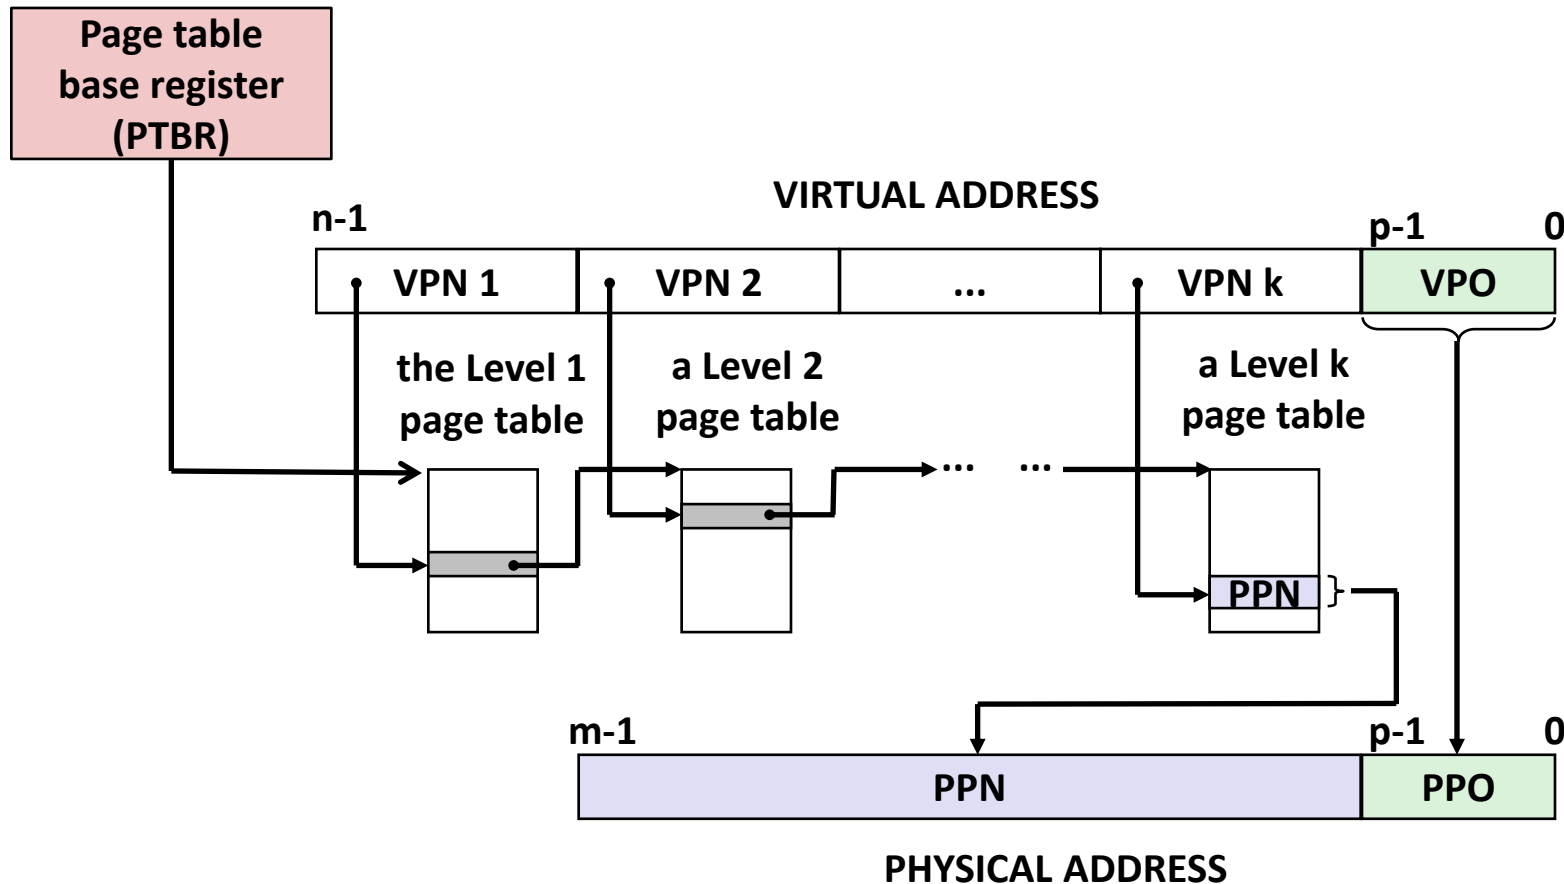 Page table
base register
(PTBR)
VIRTUAL ADDRESS
n-1
p-1
0
VPN 1
VPN 2
...
VPN k
VPO
the Level 1
page table
a Level 2
page table
a Level k
page table
...
...
PPN
m-1
p-1
0
PPN
PPO
PHYSICAL ADDRESS